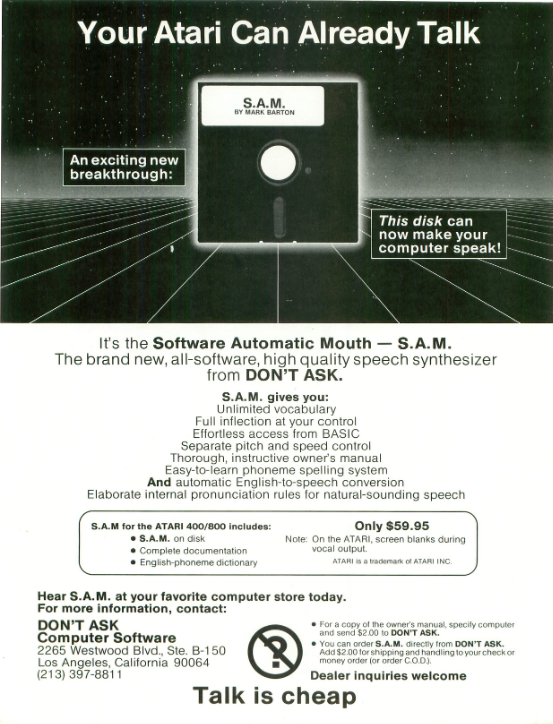 Your Atari Can Already Talk
S.A.M.
BY MARK BARTON
An exciting new
breakthrough:
This disk can
now make your
computer speak!
It's the Software Automatic Mouth — S.A.M.
The brand new, all-software, high quality speech synthesizer
from DON'T ASK.
S.A.M. gives you:
Unlimited vocabulary
Full inflection at your control
Effortless access from BASIC
Separate pitch and speed control
Thorough, instructive owner's manual
Easy-to-learn phoneme spelling system
And automatic English-to-speech conversion
Elaborate internal pronunciation rules for natural-sounding speech
S.A.M for the ATARI 400/800 includes:
● S.A.M. on disk
● Complete documentation
● English-phoneme dictionary
Only $59.95
Note: On the ATARI, screen blanks during
vocal output.
ATARI is a trademark of ATARI INC.
Hear S.A.M. at your favorite computer store today.
For more information, contact:
DON'T ASK
Computer Software
2265 Westwood Blvd., Ste. B-150
Los Angeles, California 90064
(213) 397-8811
?
● For a copy of the owner's manual, specify computer
and send $2.00 to DON'T ASK.
● You can order S.A.M. directly from DON'T ASK.
Add $2.00 for shipping and handling to your check or
money order (or order C.O.D.).
Dealer inquiries welcome
Talk is cheap